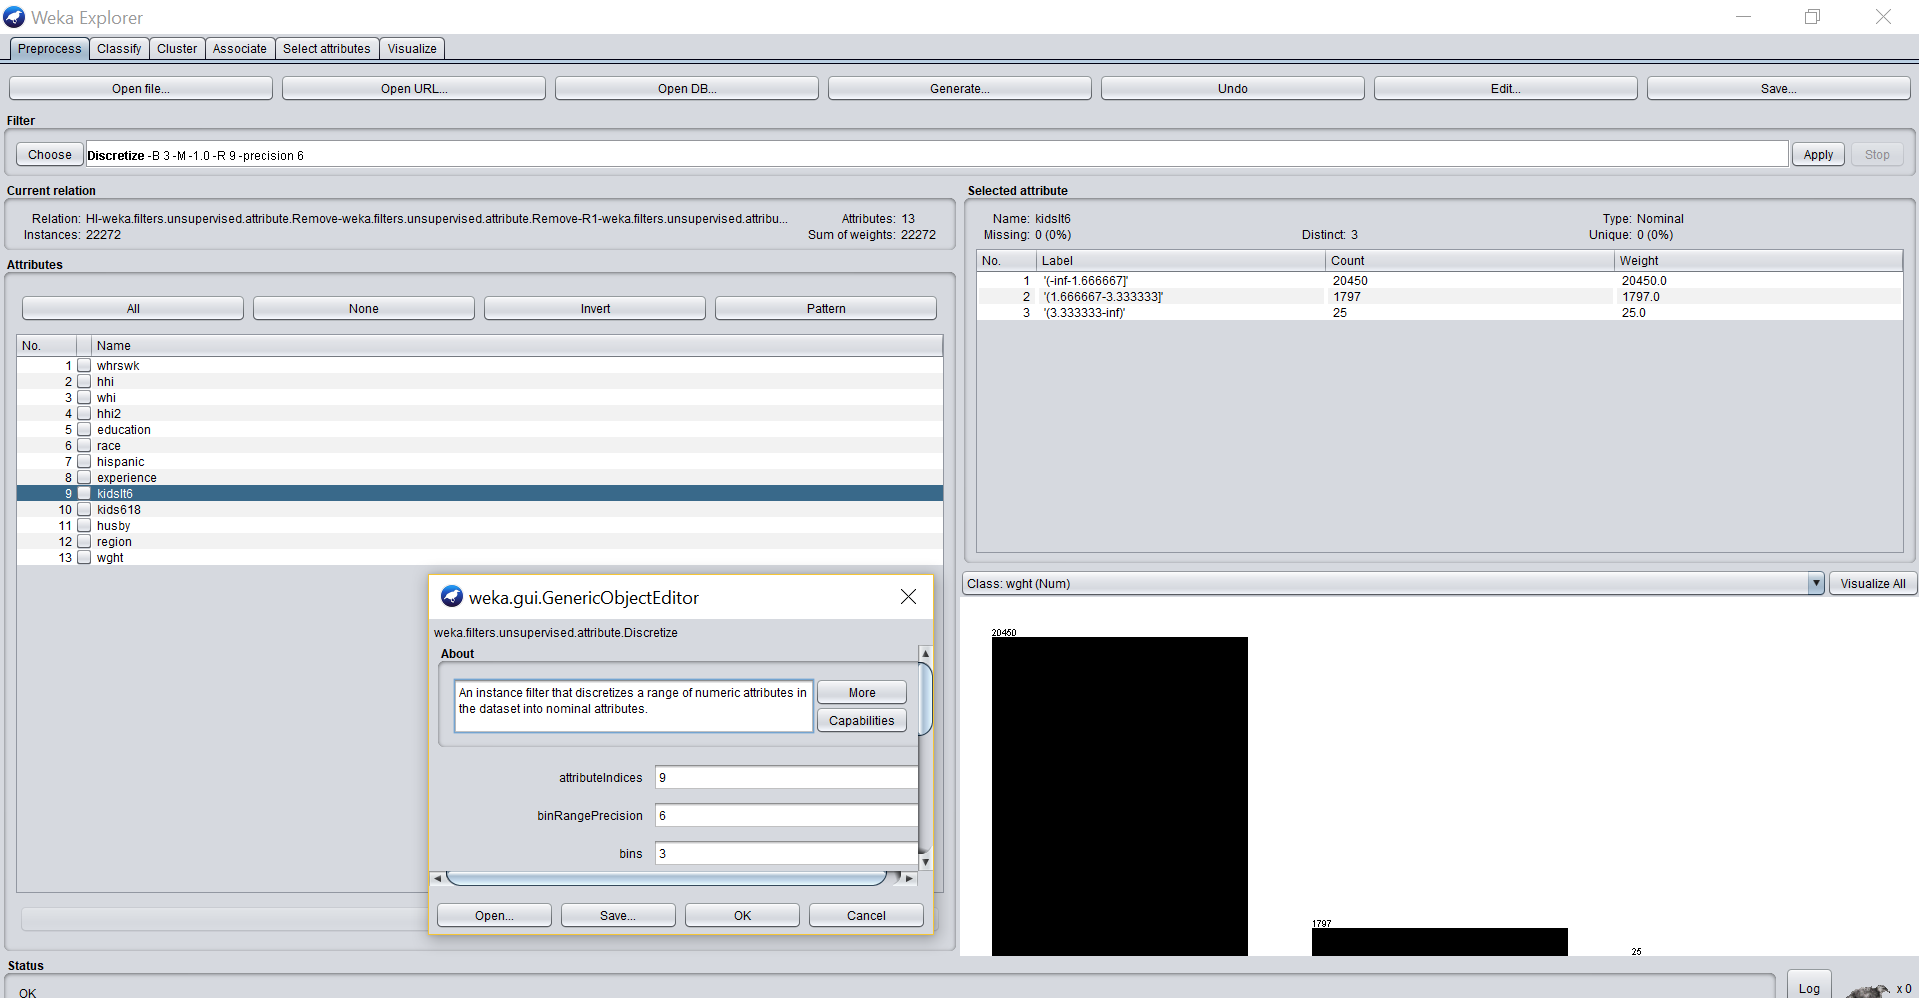 Weka Explorer
Preprocess Classify Cluster Associate Select attributes Visualize
Open file... Open URL... Open DB... Generate... Undo Edit... Save...
Filter
Choose Discretize -B 3 -M -1.0 -R 9 -precision 6 Apply Stop
Current relation
Relation: HI-weka.filters.unsupervised.attribute.Remove-weka.filters.unsupervised.attribute.Remove-R1-weka.filters.unsupervised.attribu... Attributes: 13
Instances: 22272 Sum of weights: 22272
Attributes
All None Invert Pattern
No. Name
1 whrswk
2 hhi
3 whi
4 hhi2
5 education
6 race
7 hispanic
8 experience
9 kidslt6
10 kids618
11 husby
12 region
13 wght
Selected attribute
Name: kidslt6 Type: Nominal
Missing: 0 (0%) Distinct: 3 Unique: 0 (0%)
No. Label Count Weight
1 '(-inf-1.666667]' 20450 20450.0
2 '(1.666667-3.333333]' 1797 1797.0
3 '(3.333333-inf)' 25 25.0
Class: wght (Num) Visualize All
20450
1797
25
weka.gui.GenericObjectEditor
weka.filters.unsupervised.attribute.Discretize
About
An instance filter that discretizes a range of numeric attributes in
the dataset into nominal attributes.
More
Capabilities
attributeIndices 9
binRangePrecision 6
bins 3
Open... Save... OK Cancel
Status
OK
Log x 0